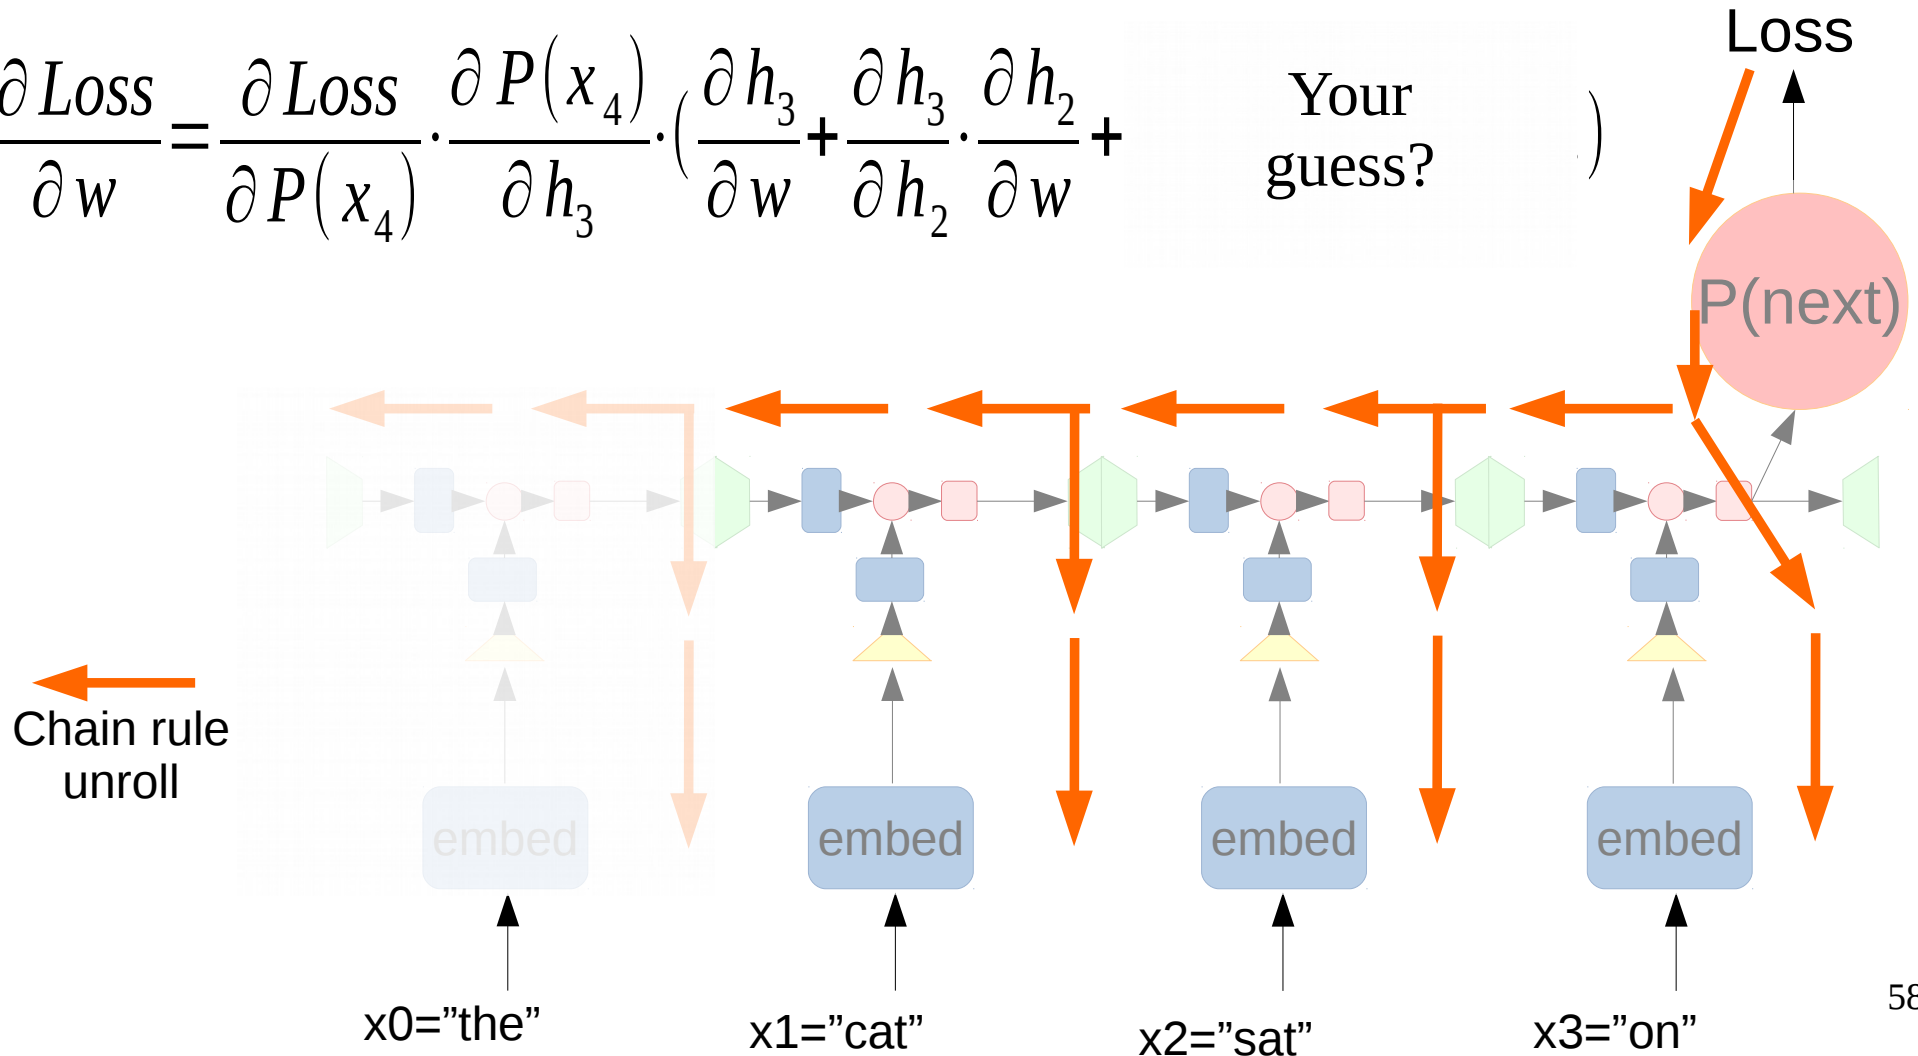 ∂Loss/∂w = ∂Loss/∂P(x₄) · ∂P(x₄)/∂h₃ · (∂h₃/∂w + ∂h₃/∂h₂ · ∂h₂/∂w + Your guess? )
Loss
P(next)
Chain rule
unroll
embed embed embed embed
x0=”the” x1=”cat” x2=”sat” x3=”on”
58